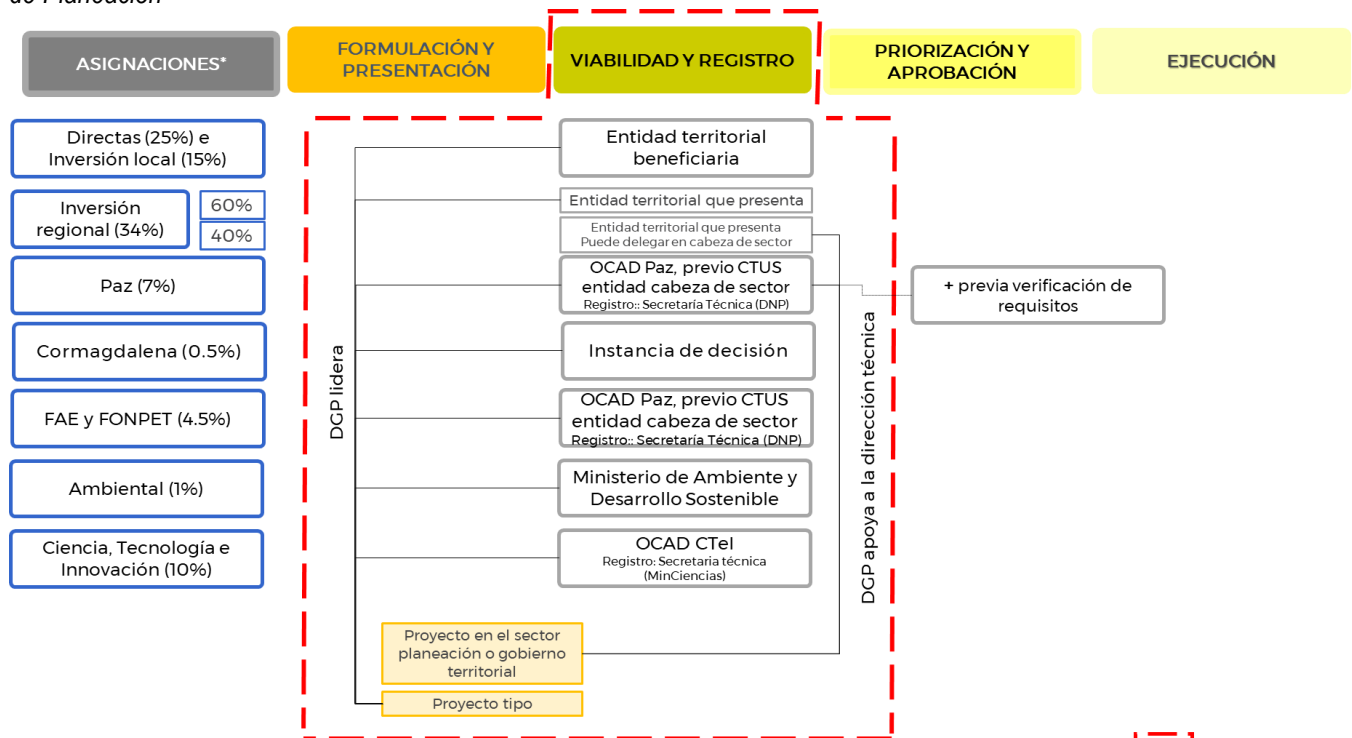 de Planeación
ASIGNACIONES*
FORMULACIÓN Y
PRESENTACIÓN
VIABILIDAD Y REGISTRO
PRIORIZACIÓN Y
APROBACIÓN
EJECUCIÓN
Directas (25%) e
Inversión local (15%)
Inversión
regional (34%)
60%
40%
Paz (7%)
Cormagdalena (0.5%)
FAE y FONPET (4.5%)
Ambiental (1%)
Ciencia, Tecnología e
Innovación (10%)
DGP lidera
Entidad territorial
beneficiaria
Entidad territorial que presenta
Entidad territorial que presenta
Puede delegar en cabeza de sector
OCAD Paz, previo CTUS
entidad cabeza de sector
Registro:: Secretaría Técnica (DNP)
Instancia de decisión
OCAD Paz, previo CTUS
entidad cabeza de sector
Registro:: Secretaría Técnica (DNP)
Ministerio de Ambiente y
Desarrollo Sostenible
OCAD CTeI
Registro: Secretaria técnica
(MinCiencias)
Proyecto en el sector
planeación o gobierno
territorial
Proyecto tipo
DGP apoya a la dirección técnica
+ previa verificación de
requisitos